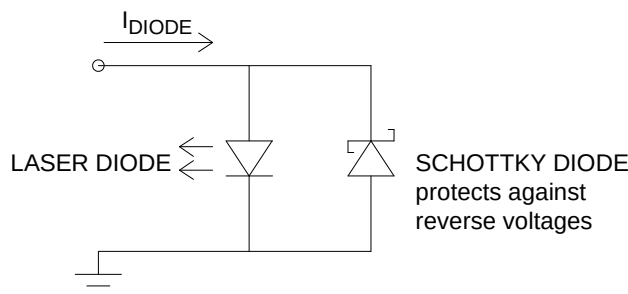 IDIODE
LASER DIODE
SCHOTTKY DIODE
protects against
reverse voltages